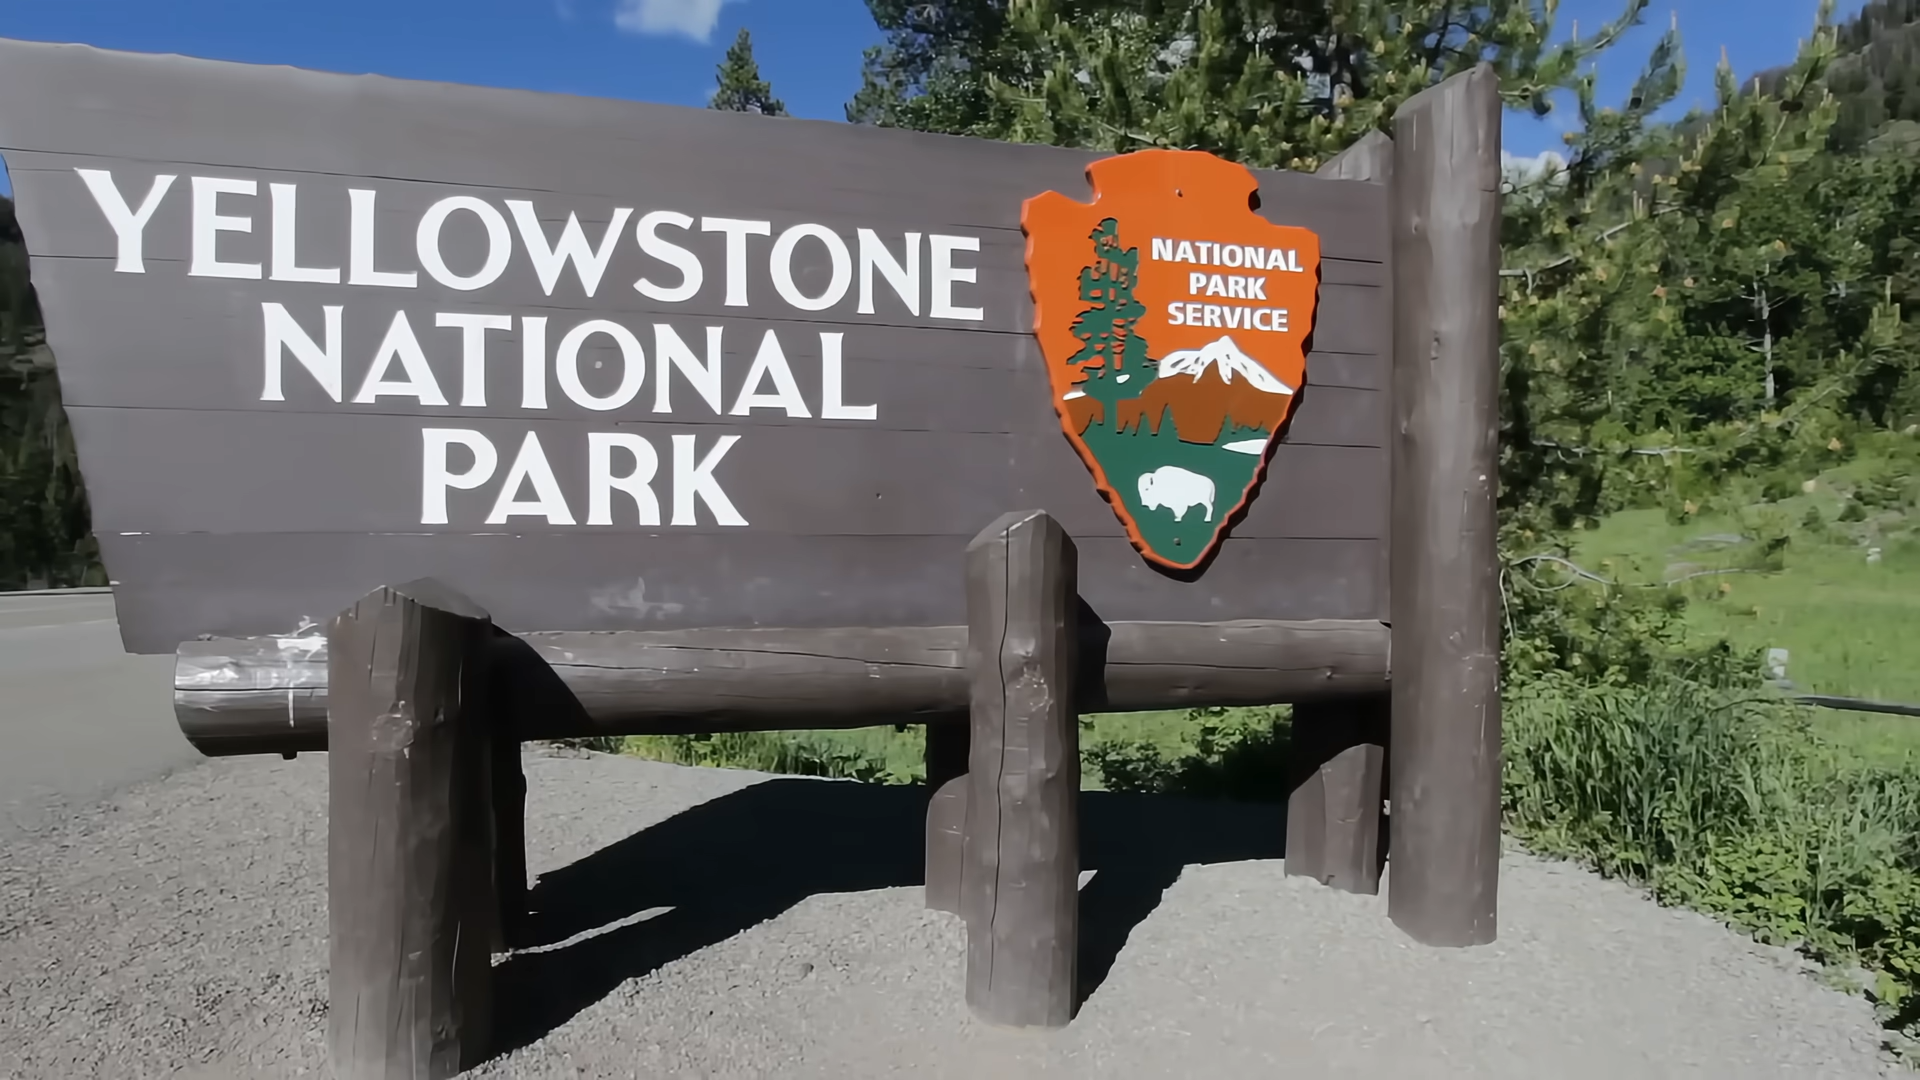 YELLOWSTONE
NATIONAL
PARK
NATIONAL
PARK
SERVICE